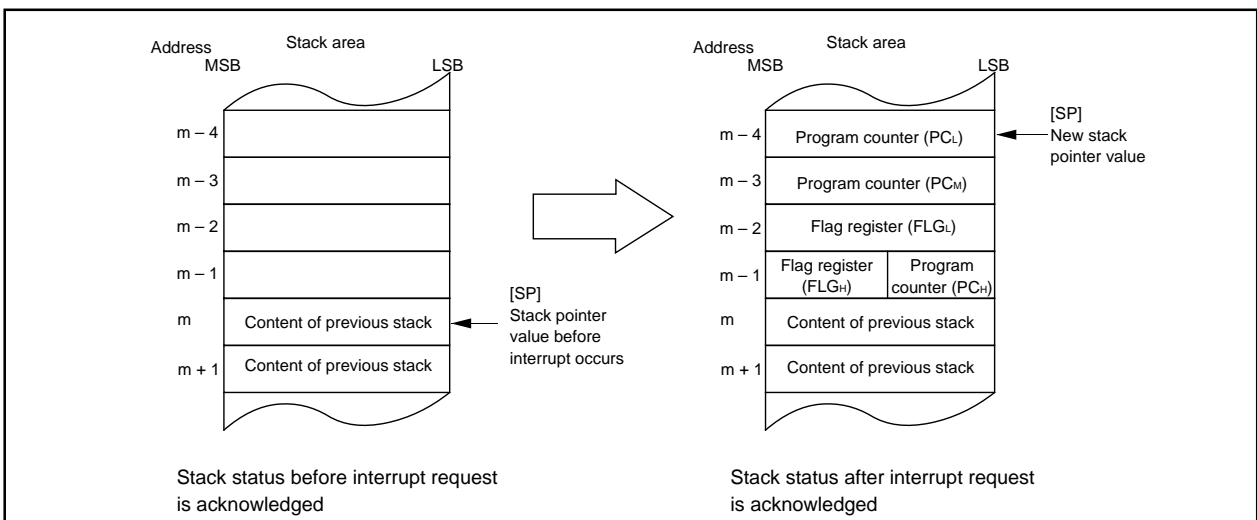 Address
MSB
Stack area
LSB
m – 4
m – 3
m – 2
m – 1
m
Content of previous stack
m + 1
Content of previous stack
[SP]
Stack pointer
value before
interrupt occurs
Stack status before interrupt request
is acknowledged
Address
MSB
Stack area
LSB
m – 4
Program counter (PCL)
m – 3
Program counter (PCM)
m – 2
Flag register (FLGL)
m – 1
Flag register
(FLGH)
Program
counter (PCH)
m
Content of previous stack
m + 1
Content of previous stack
[SP]
New stack
pointer value
Stack status after interrupt request
is acknowledged